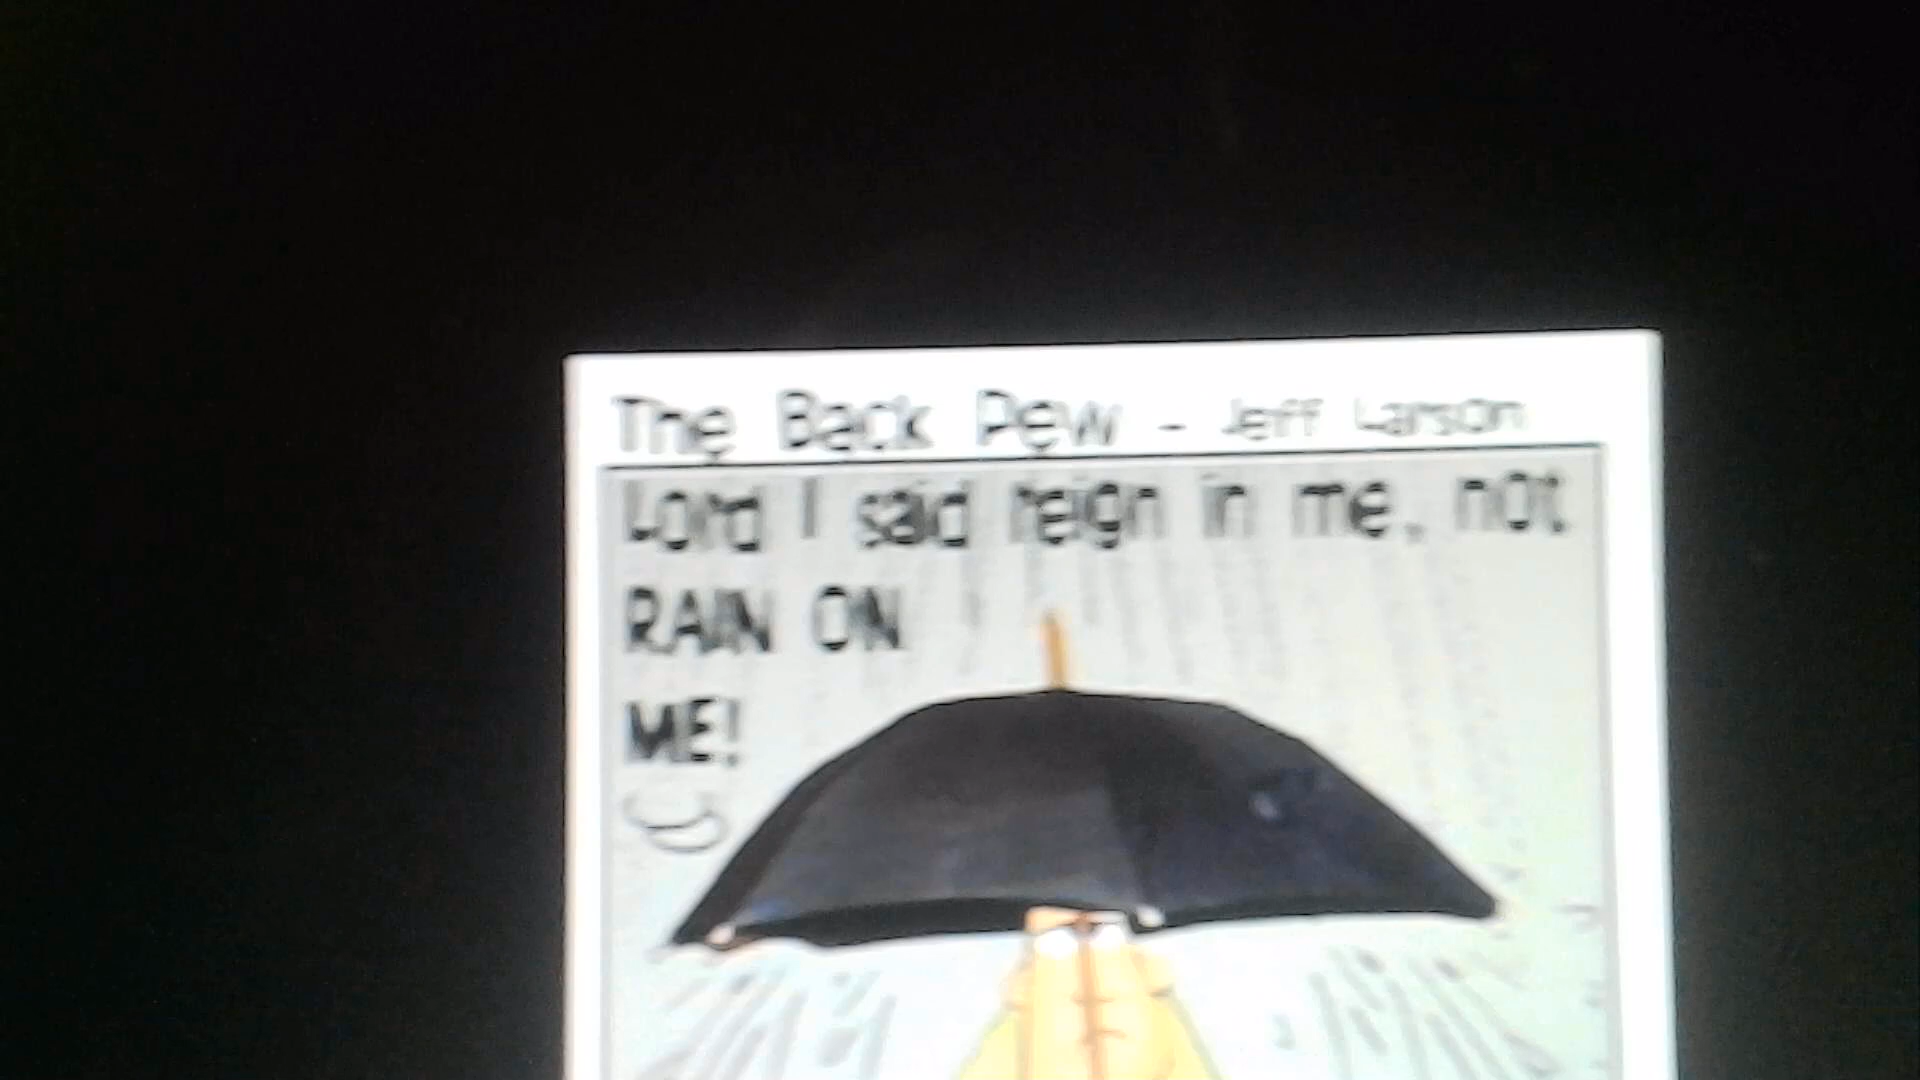 The Back Pew - Jeff Larson
Lord I said reign in me, not
RAIN ON
ME!